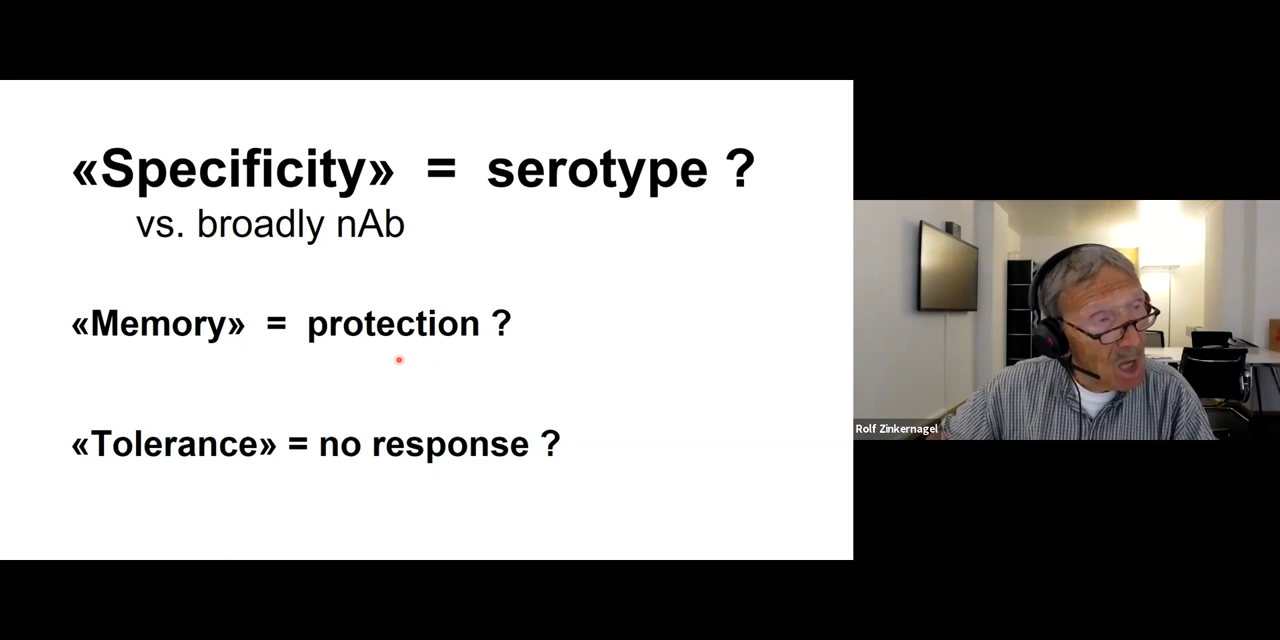 «Specificity» = serotype ?
vs. broadly nAb
«Memory» = protection ?
«Tolerance» = no response ?
Rolf Zinkernagel